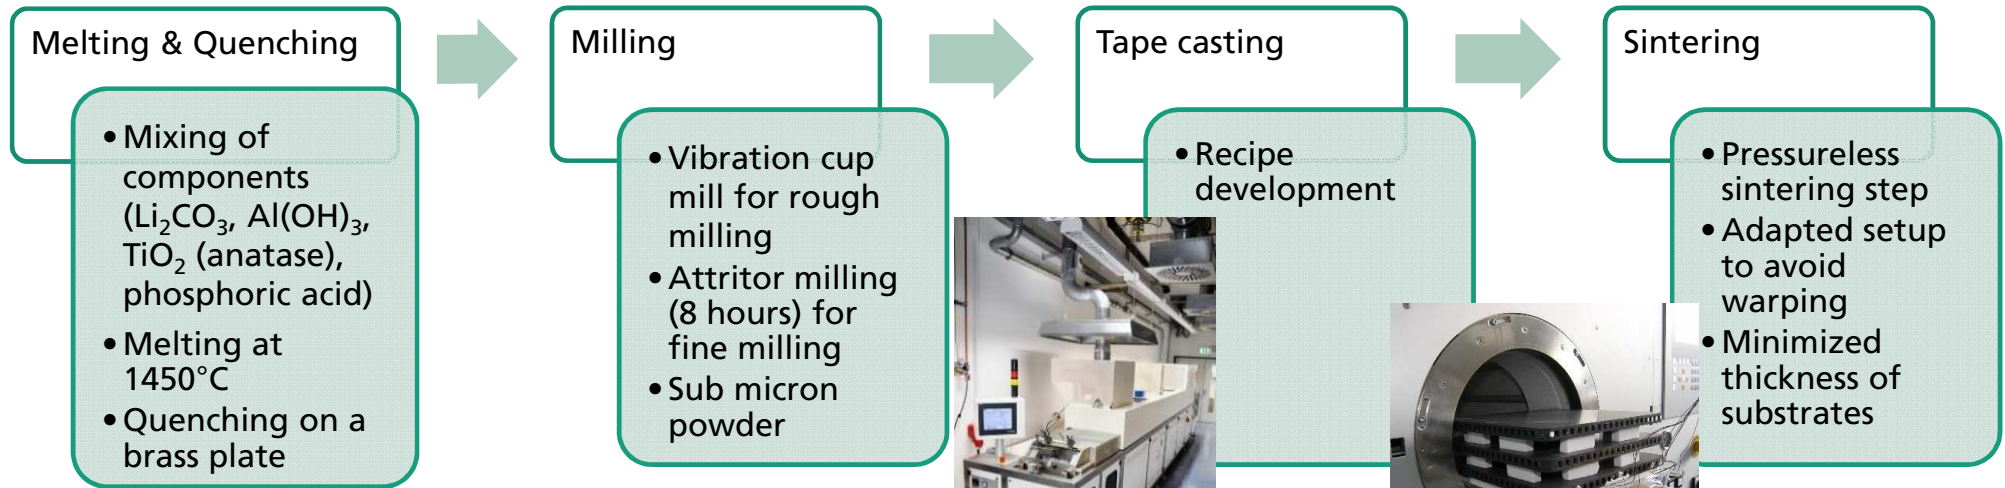 Melting & Quenching
• Mixing of
components
(Li₂CO₃, Al(OH)₃,
TiO₂ (anatase),
phosphoric acid)
• Melting at
1450°C
• Quenching on a
brass plate
Milling
• Vibration cup
mill for rough
milling
• Attritor milling
(8 hours) for
fine milling
• Sub micron
powder
Tape casting
• Recipe
development
Sintering
• Pressureless
sintering step
• Adapted setup
to avoid
warping
• Minimized
thickness of
substrates